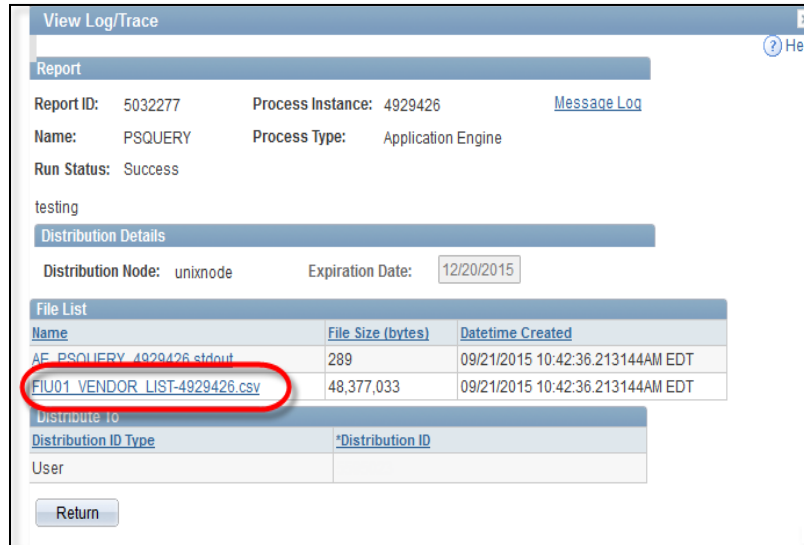 View Log/Trace
He
Report
Report ID: 5032277 Process Instance: 4929426 Message Log
Name: PSQUERY Process Type: Application Engine
Run Status: Success
testing
Distribution Details
Distribution Node: unixnode Expiration Date: 12/20/2015
File List
Name File Size (bytes) Datetime Created
AE_PSQUERY_4929426.stdout 289 09/21/2015 10:42:36.213144AM EDT
FIU01_VENDOR_LIST-4929426.csv 48,377,033 09/21/2015 10:42:36.213144AM EDT
Distribute To
Distribution ID Type *Distribution ID
User
Return